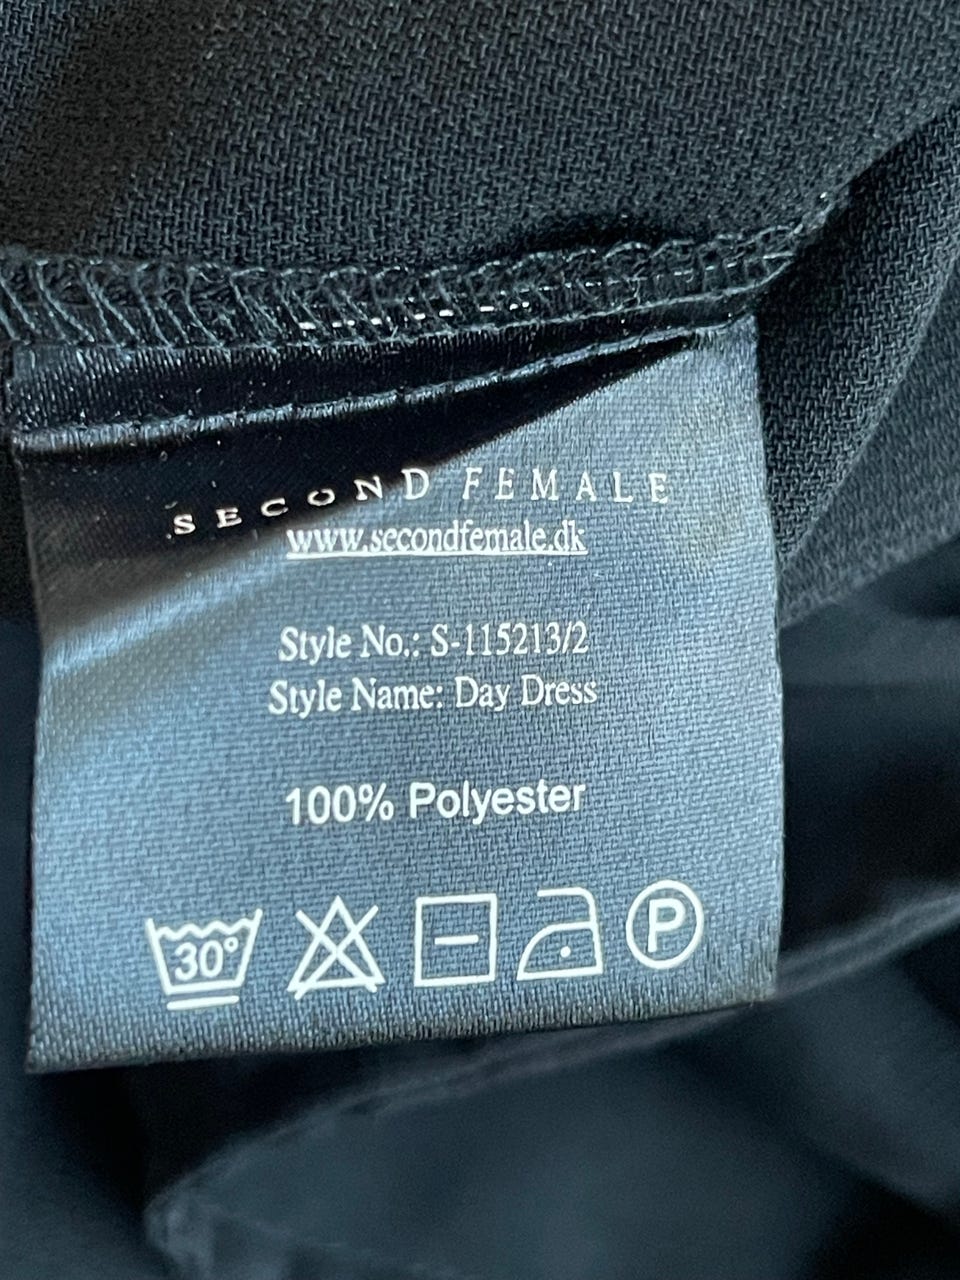 SECOND FEMALE
www.secondfemale.dk
Style No.: S-115213/2
Style Name: Day Dress
100% Polyester
30° P